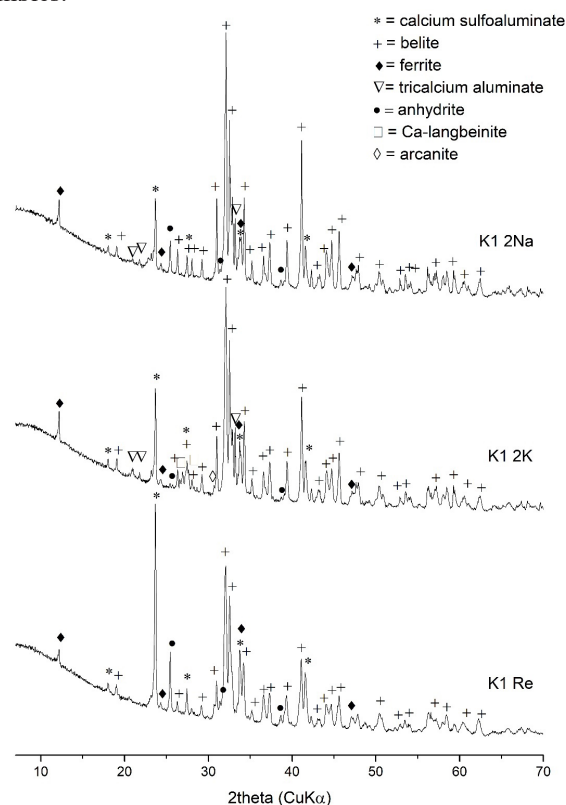 * = calcium sulfoaluminate
+ = belite
♦ = ferrite
▽ = tricalcium aluminate
● = anhydrite
□ = Ca-langbeinite
◊ = arcanite
K1 2Na
K1 2K
K1 Re
10 20 30 40 50 60 70
2theta (CuKα)